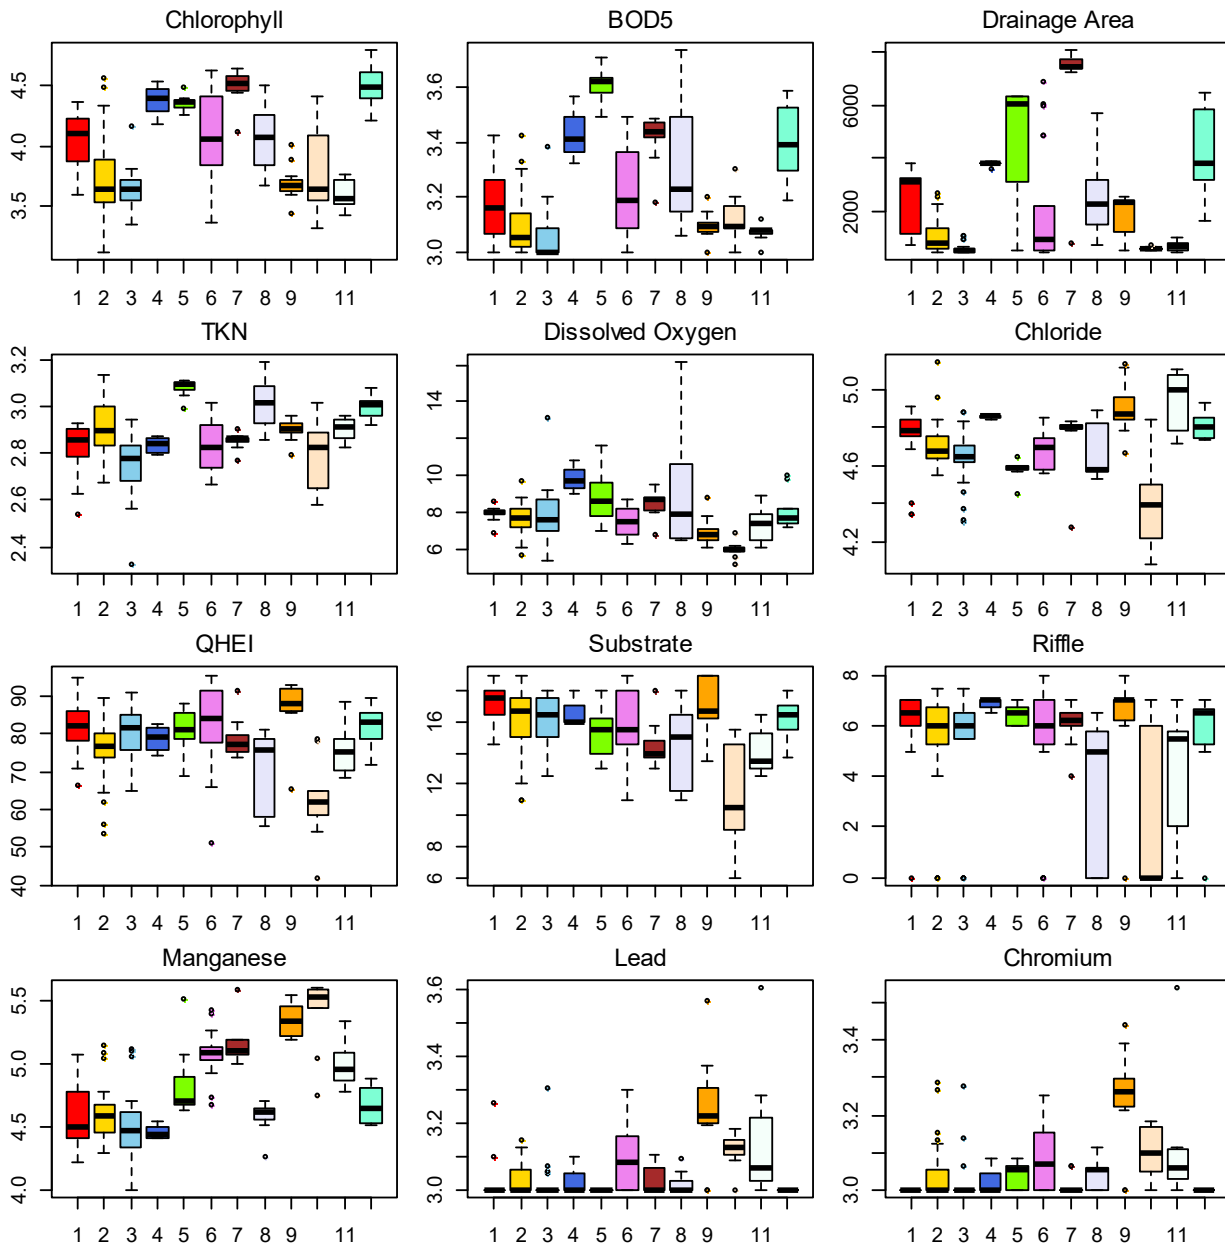 Chlorophyll BOD5 Drainage Area
4.5 4.0 3.5
3.6 3.4 3.2 3.0
6000 2000
1 2 3 4 5 6 7 8 9 11 1 2 3 4 5 6 7 8 9 11 1 2 3 4 5 6 7 8 9 11
TKN Dissolved Oxygen Chloride
3.2 3.0 2.8 2.6 2.4
14 10 8 6
5.0 4.6 4.2
1 2 3 4 5 6 7 8 9 11 1 2 3 4 5 6 7 8 9 11 1 2 3 4 5 6 7 8 9 11
QHEI Substrate Riffle
90 80 70 60 50 40
16 12 8 6
8 6 4 2 0
1 2 3 4 5 6 7 8 9 11 1 2 3 4 5 6 7 8 9 11 1 2 3 4 5 6 7 8 9 11
Manganese Lead Chromium
5.5 5.0 4.5 4.0
3.6 3.4 3.2 3.0
3.4 3.2 3.0
1 2 3 4 5 6 7 8 9 11 1 2 3 4 5 6 7 8 9 11 1 2 3 4 5 6 7 8 9 11